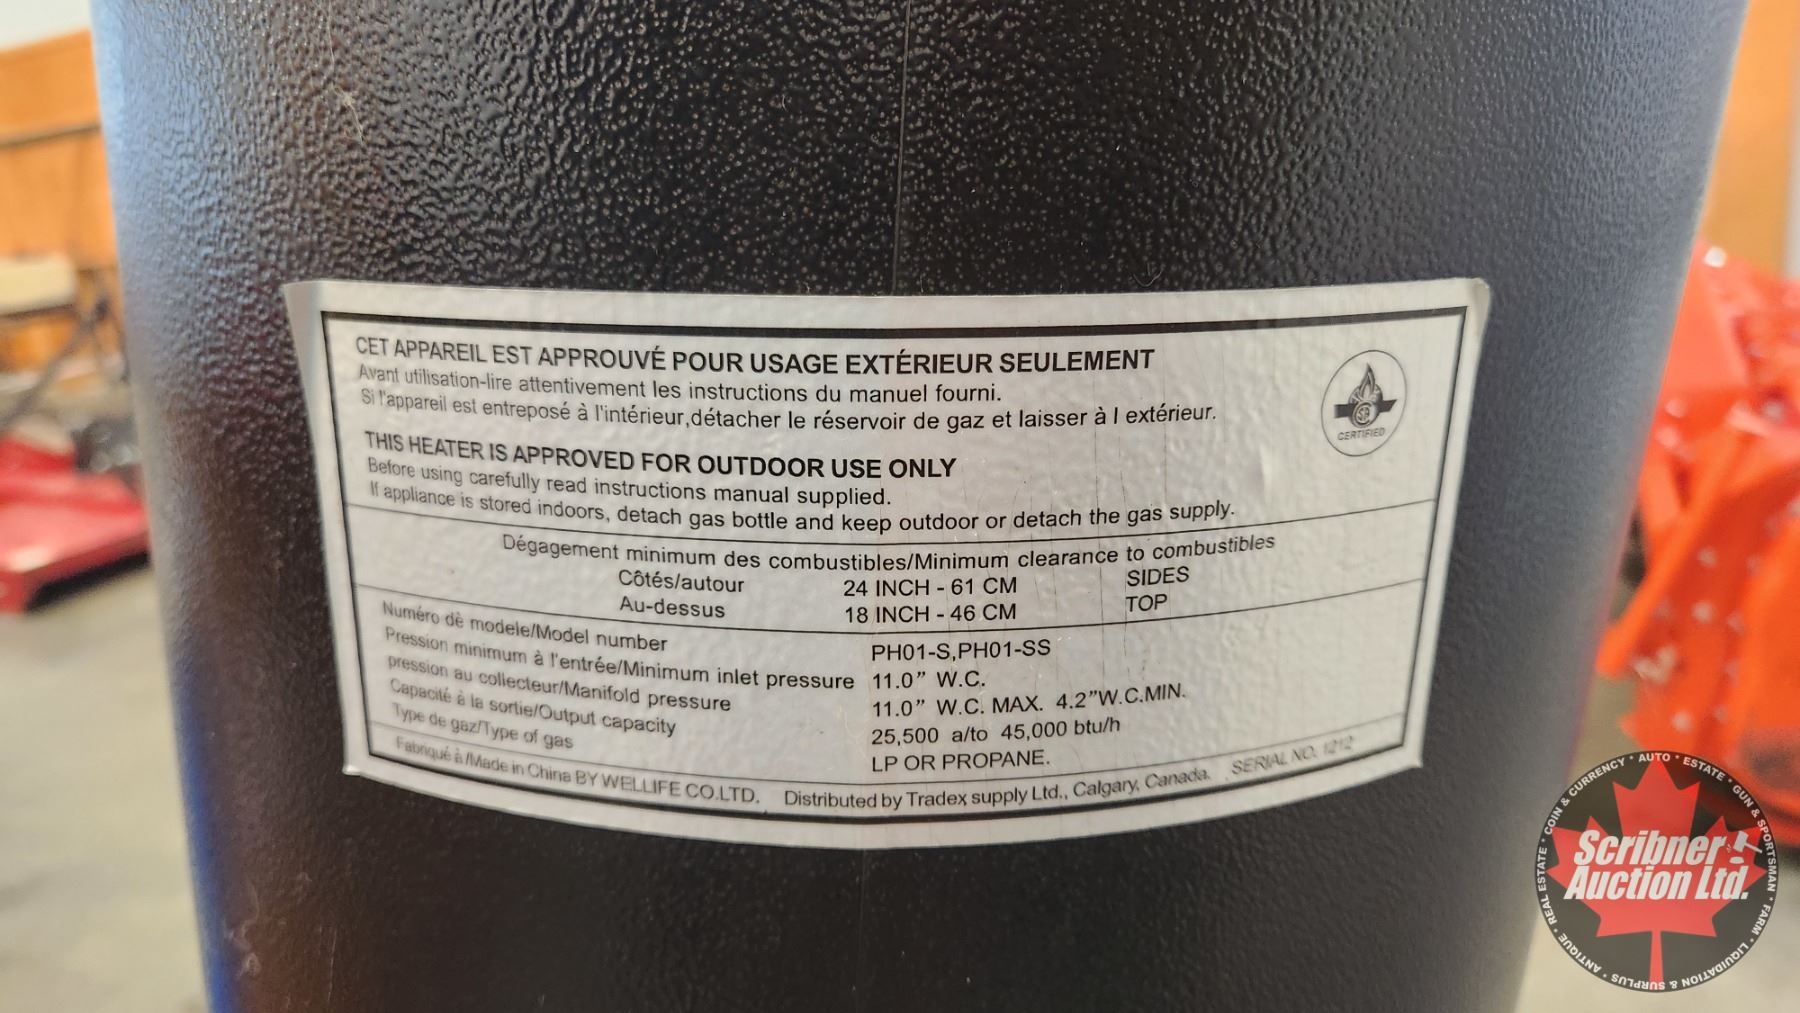 CET APPAREIL EST APPROUVÉ POUR USAGE EXTÉRIEUR SEULEMENT
Avant utilisation-lire attentivement les instructions du manuel fourni.
Si l'appareil est entreposé à l'intérieur,détacher le réservoir de gaz et laisser à l extérieur.
CERTIFIED
THIS HEATER IS APPROVED FOR OUTDOOR USE ONLY
Before using carefully read instructions manual supplied.
If appliance is stored indoors, detach gas bottle and keep outdoor or detach the gas supply.
Dégagement minimum des combustibles/Minimum clearance to combustibles
Côtés/autour 24 INCH - 61 CM SIDES
Au-dessus 18 INCH - 46 CM TOP
Numéro dè modele/Model number PH01-S,PH01-SS
Pression minimum à l'entrée/Minimum inlet pressure 11.0” W.C.
pression au collecteur/Manifold pressure 11.0” W.C. MAX. 4.2”W.C.MIN.
Capacité à la sortie/Output capacity 25,500 a/to 45,000 btu/h
Type de gaz/Type of gas LP OR PROPANE.
Fabriqué à /Made in China BY WELLIFE CO.LTD. Distributed by Tradex supply Ltd., Calgary, Canada. SERIAL NO. 1212
Scribner
Auction Ltd.
REAL ESTATE • COIN & CURRENCY • AUTO • ESTATE • GUN & SPORTSMAN • FARM • LIQUIDATION & SURPLUS • ANTIQUE •